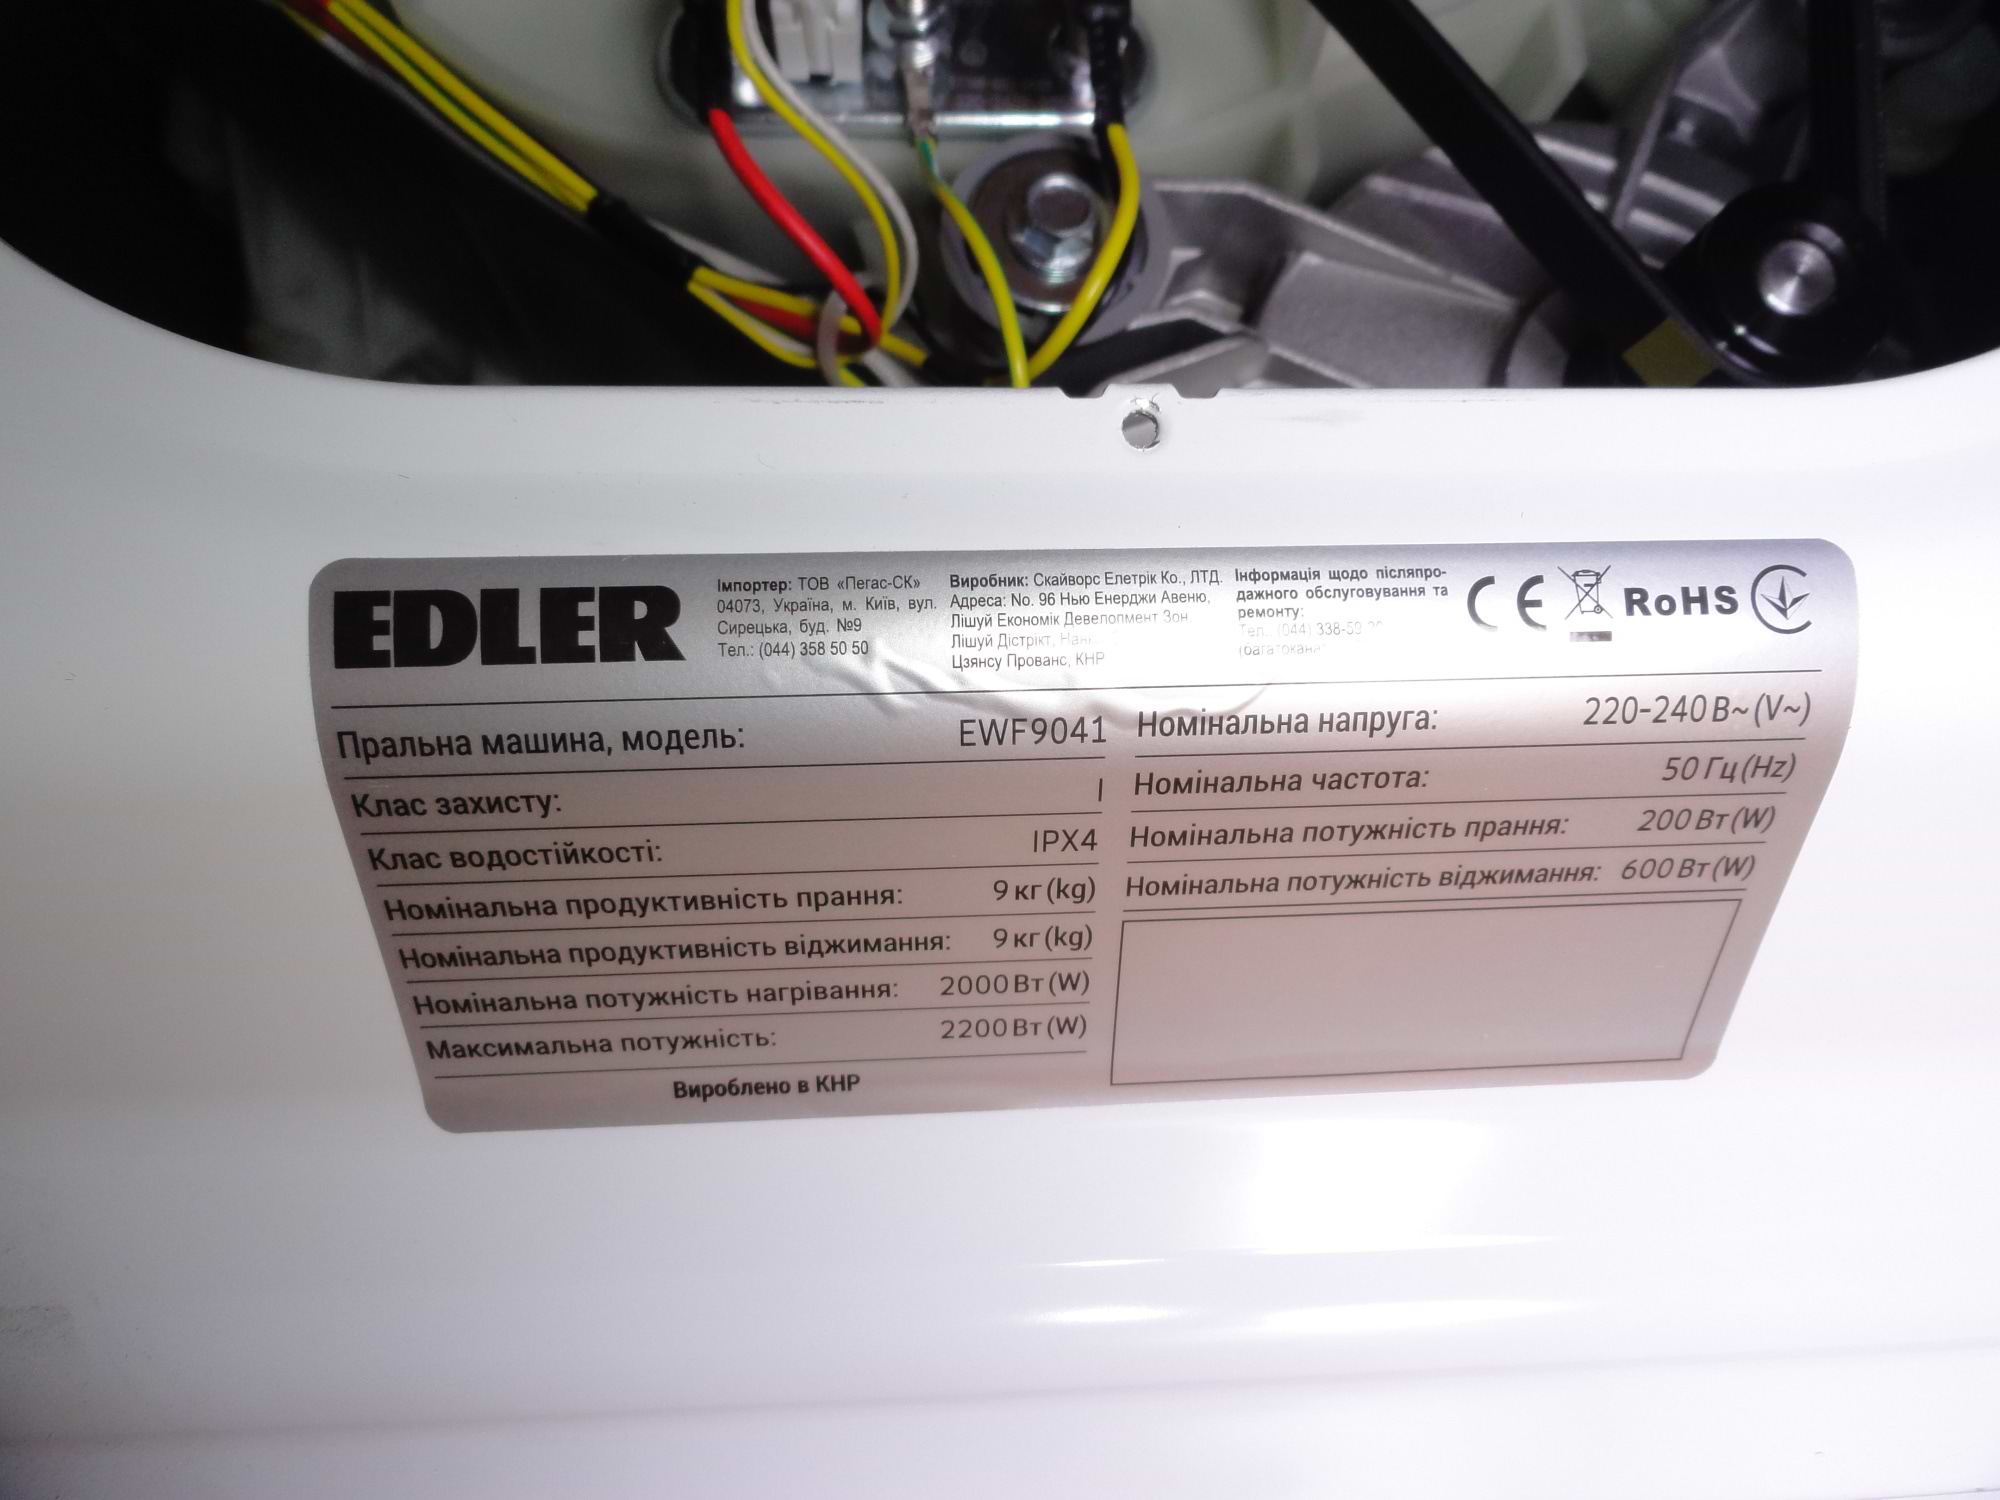 EDLER
Імпортер: ТОВ «Пегас-СК»
04073, Україна, м. Київ, вул.
Сирецька, буд. №9
Тел.: (044) 358 50 50
Виробник: Скайворс Елетрік Ко., ЛТД.
Адреса: No. 96 Нью Енерджи Авеню,
Лішуй Економік Девелопмент Зон
Лішуй Дістрікт,
Цзянсу Прованс, КНР
Інформація щодо післяпро-
дажного обслуговування та
ремонту:
Тел.: (044) 338-59
CE
RoHS
Пральна машина, модель: EWF9041
Клас захисту: I
Клас водостійкості: IPX4
Номінальна продуктивність прання: 9 кг (kg)
Номінальна продуктивність віджимання: 9 кг (kg)
Номінальна потужність нагрівання: 2000 Вт (W)
Максимальна потужність: 2200 Вт (W)
Вироблено в КНР
Номінальна напруга: 220-240 В~ (V~)
Номінальна частота: 50 Гц (Hz)
Номінальна потужність прання: 200 Вт (W)
Номінальна потужність віджимання: 600 Вт (W)